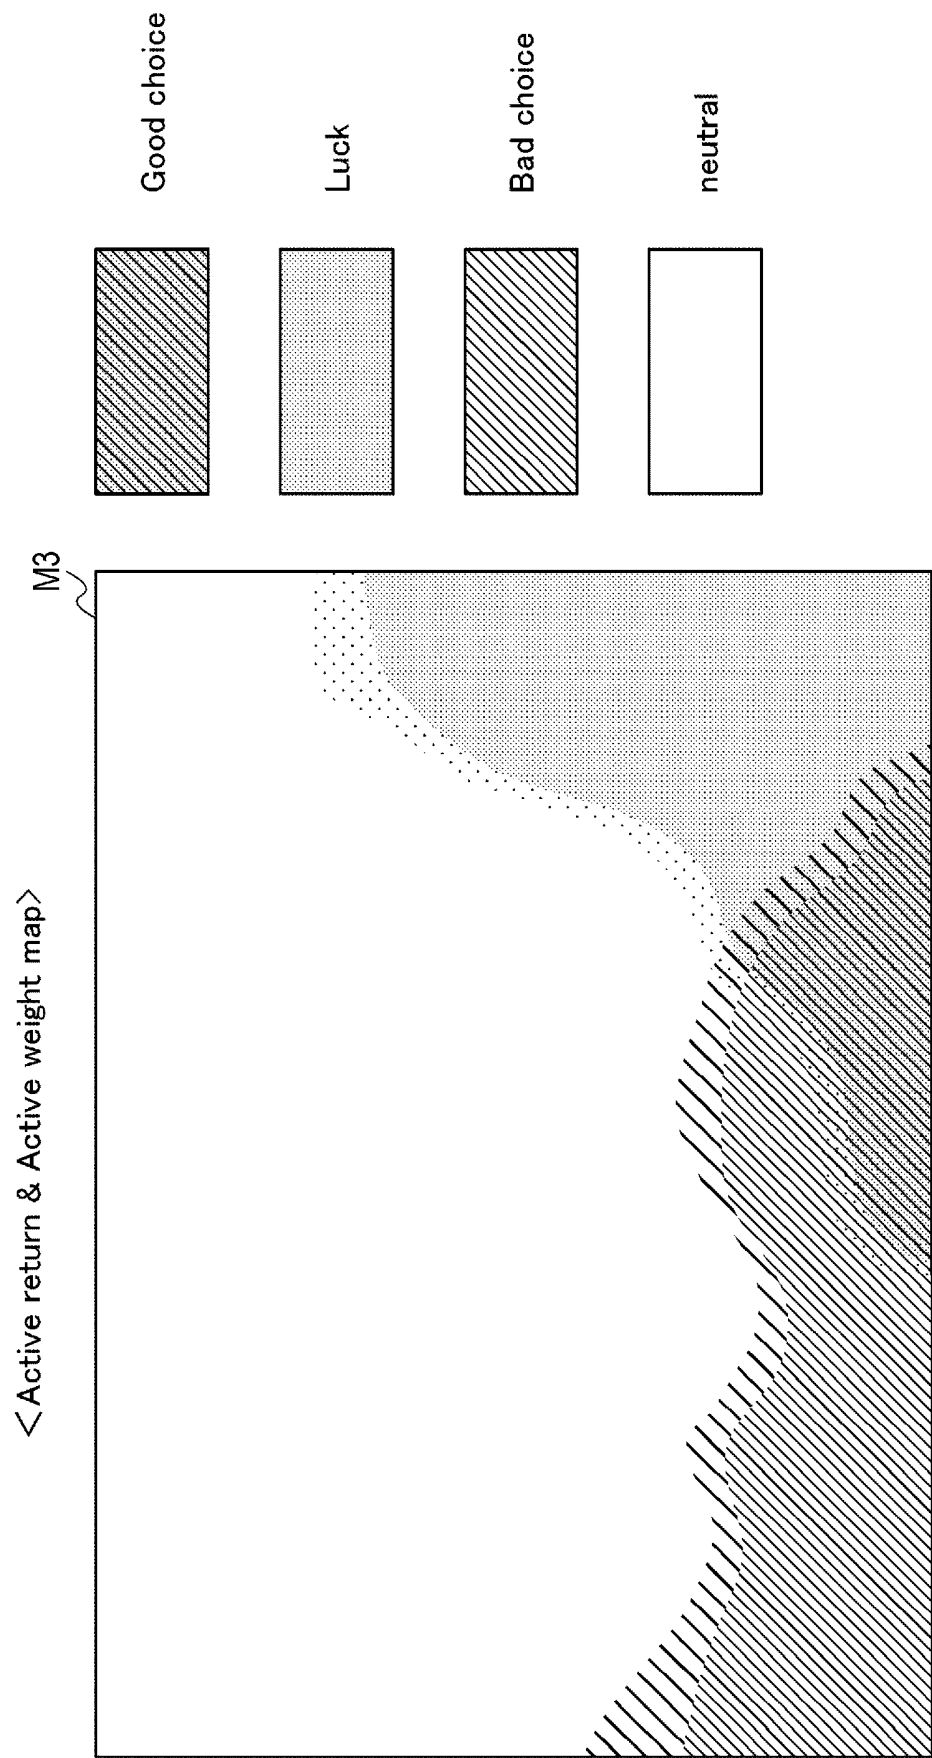 <Active return & Active weight map>
M3
Good choice
Luck
Bad choice
neutral